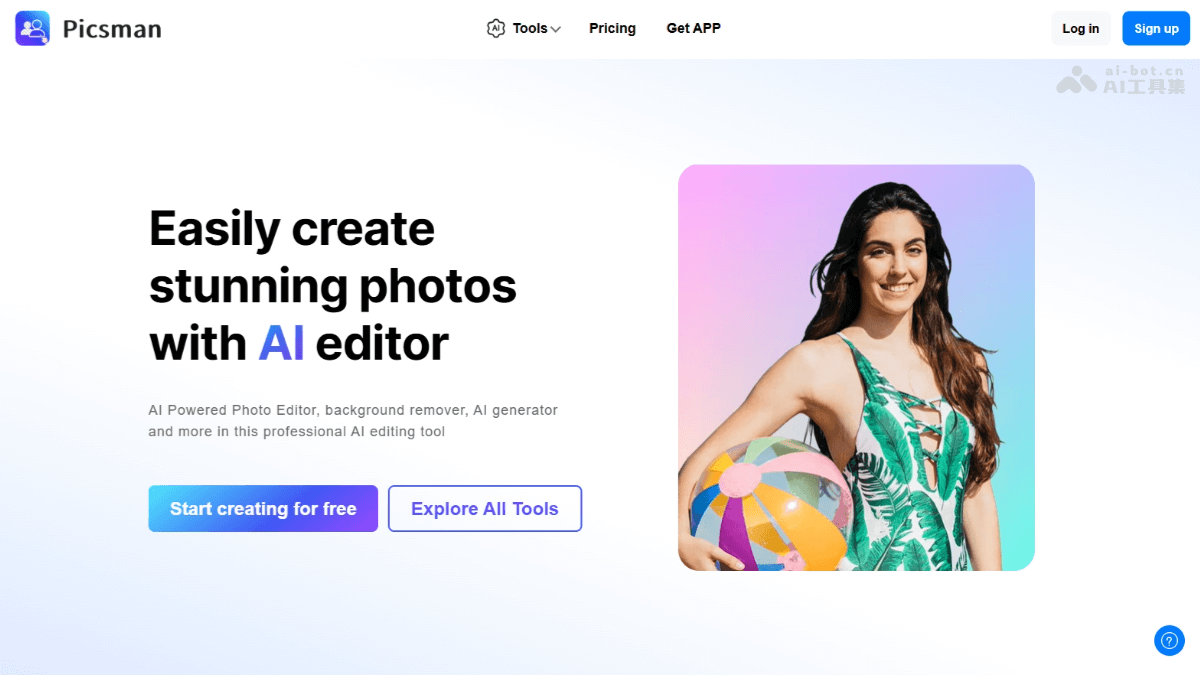 Picsman
AI
Tools
Pricing
Get APP
Log in
Sign up
ai-bot.cn
AI工具集
Easily create
stunning photos
with AI editor
AI Powered Photo Editor, background remover, AI generator
and more in this professional AI editing tool
Start creating for free
Explore All Tools
?